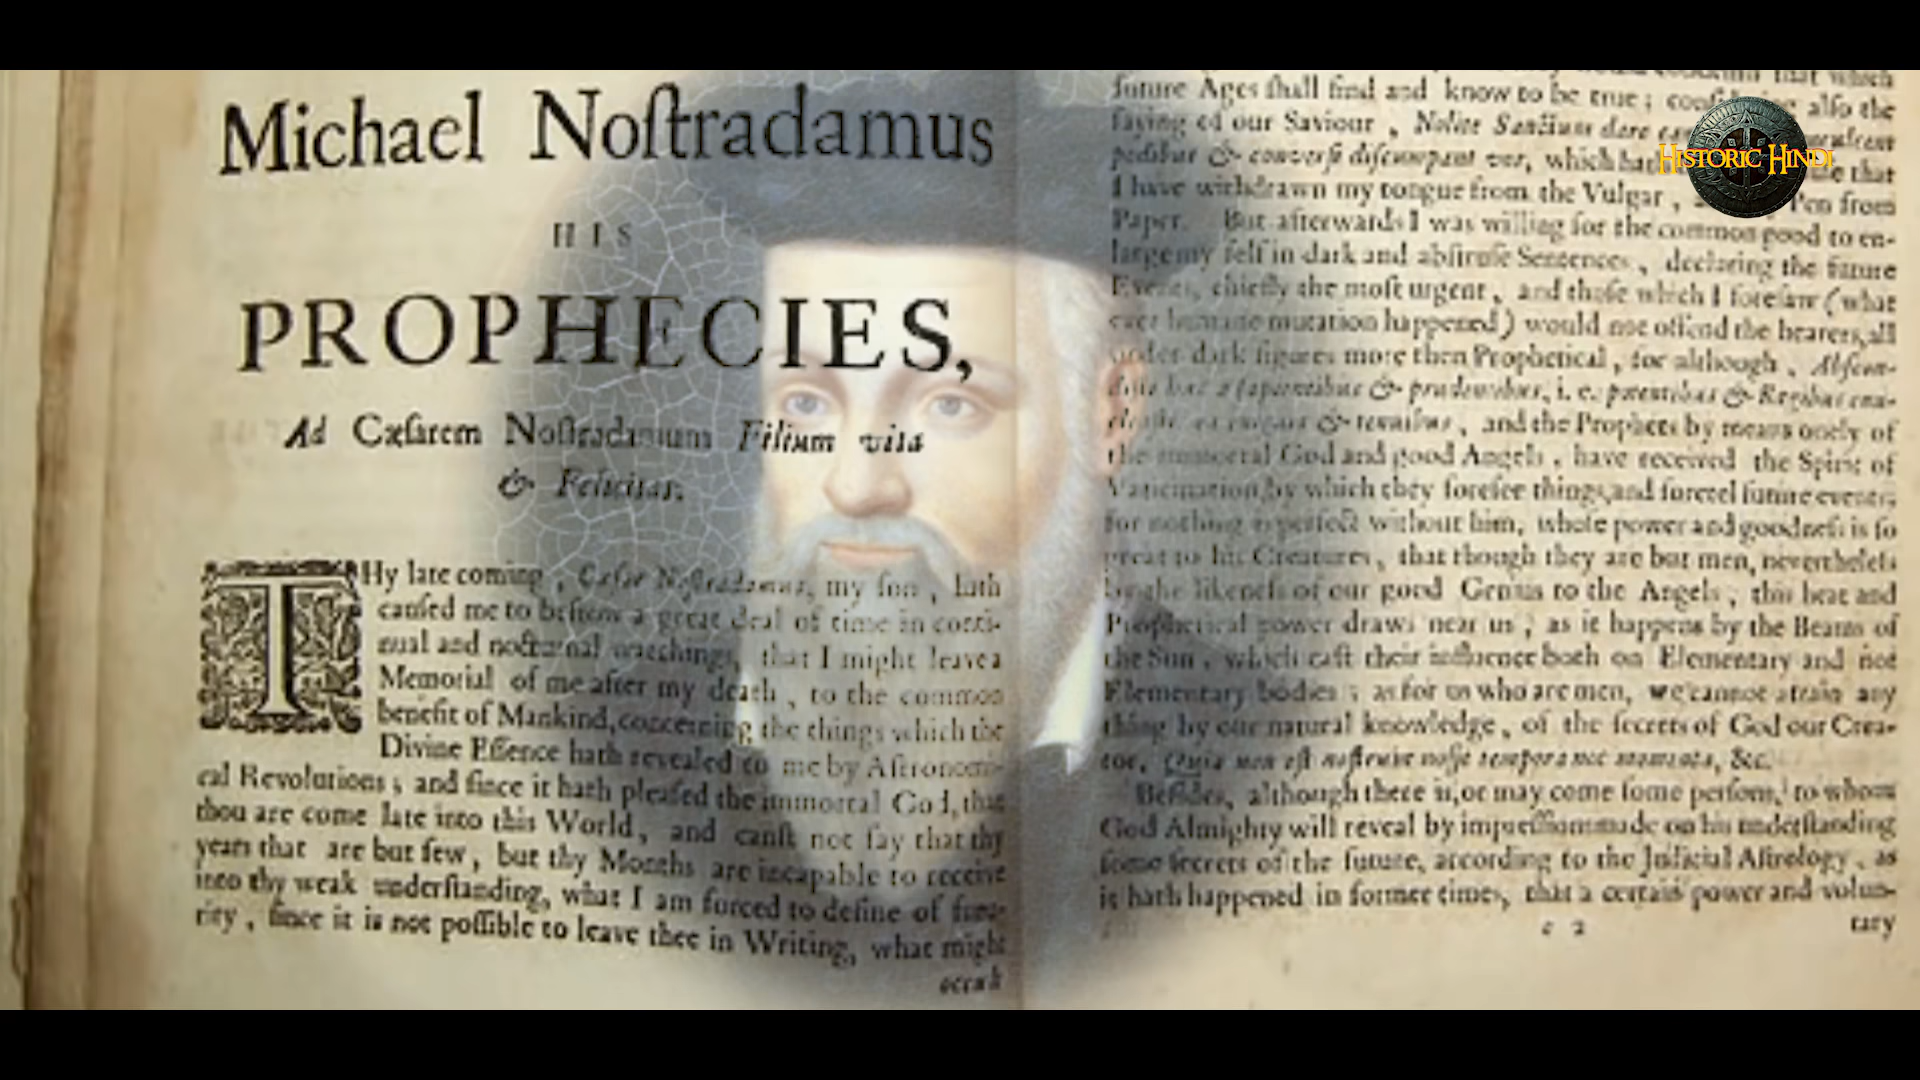 Michael Noſtradamus
HIS
PROPHECIES,
Ad Cæſarem Noſtradamum Filium vita
& Felicitas.
THy late coming, Cæſar Noſtradamus, my ſon, hath
cauſed me to beſtow a great deal of time in conti-
nual and nocturnal watchings, that I might leave a
Memorial of me after my death, to the common
benefit of Mankind, concerning the things which the
Divine Eſſence hath revealed to me by Aſtronomi-
cal Revolutions; and ſince it hath pleaſed the immortal God, that
thou are come late into this World, and canſt not ſay that thy
years that are but few, but thy Months are incapable to receive
into thy weak underſtanding, what I am forced to define of futu-
rity, ſince it is not poſſible to leave thee in Writing, what might
that which
future Ages ſhall find and know to be true; alſo the
ſaying of our Saviour, Nolite Sanctum dare
pedibus & converſi diſcumpant vos, which that
I have withdrawn my tongue from the Vulgar, Pen from
Paper. But afterwards I was willing for the common good to en-
large my ſelf in dark and abſtruſe Sentences, declaring the future
Events, chiefly the moſt urgent, and thoſe which I foreſaw (what
ever humane mutation happened) would not offend the hearers, all
under dark figures more then Prophetical, for although, Abſcon-
& prudentibus, i. e. potentibus & Regibus
&, and the Prophets by means onely of
the immortal God and good Angels, have received the Spirit of
Vaticination, by which they foreſee things, and foretel future events;
for nothing is perfect without him, whoſe power and goodneſs is ſo
great to his Creatures, that though they are but men, nevertheleſs
by the likeneſs of our good Genius to the Angels, this heat and
Prophetical power draws near us, as it happens by the Beams of
the Sun, which caſt their influence both on Elementary and not
Elementary bodies; as for us who are men, we cannot attain any
thing by our natural knowledge, of the ſecrets of God our Crea-
tor. Quia non eſt noſtrum noſſe tempora nec momenta, &c.
Beſides, although there is, or may come ſome perſons, to whom
God Almighty will reveal by impreſſions made on his underſtanding
ſome ſecrets of the future, according to the Judicial Aſtrology, as
it hath happened in former times, that a certain power and volun-
c 2 tary
HISTORIC HINDI